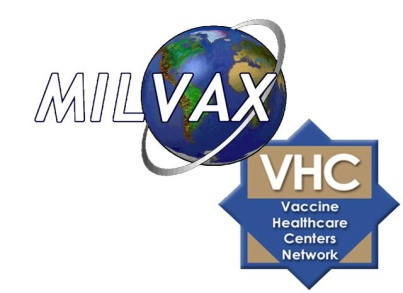 MILVAX
VHC
Vaccine
Healthcare
Centers
Network